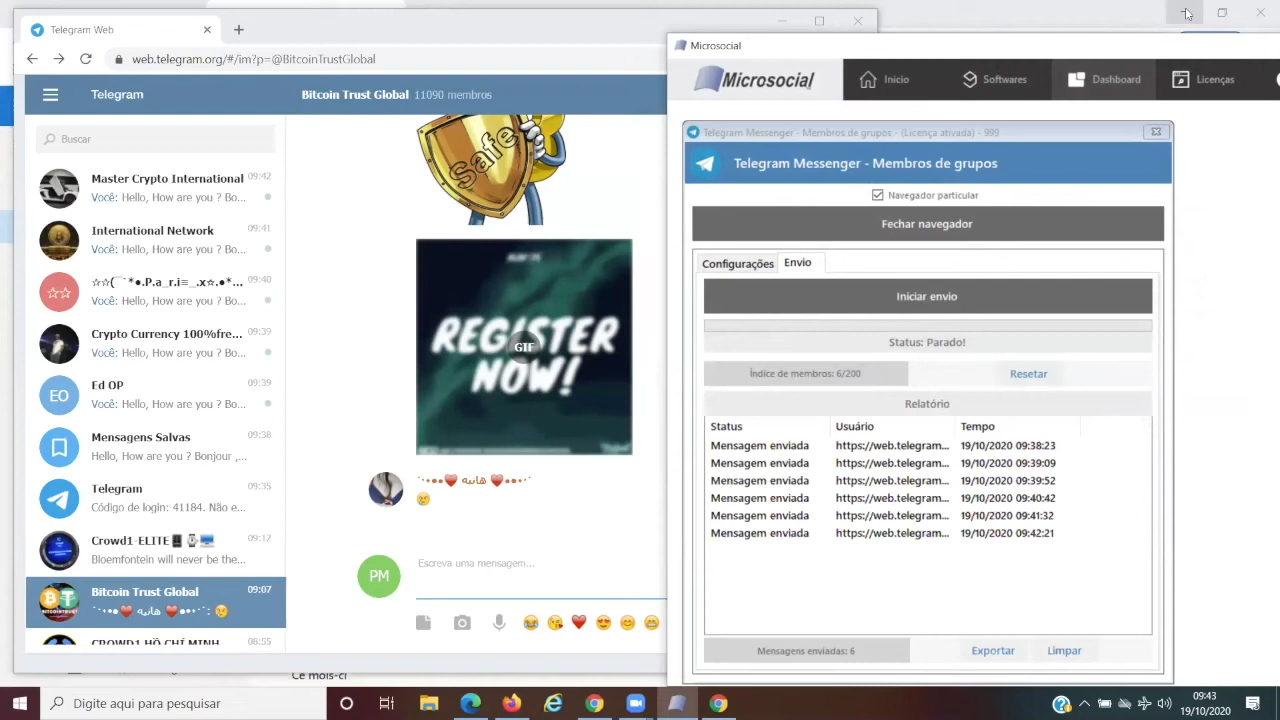 Telegram Web
web.telegram.org/#/im?p=@BitcoinTrustGlobal
Telegram
Bitcoin Trust Global 11090 membros
Buscar
Master Crypto International 09:42
Você: Hello, How are you ? Bo...
International Network 09:41
Você: Hello, How are you ? Bo...
☆☆(¯`*●.P.a_r.i≡_.x☆.●*... 09:40
☆☆
Você: Hello, How are you ? Bo...
Crypto Currency 100%fre... 09:39
Você: Hello, How are you ? Bo...
Ed OP 09:39
EO
Você: Hello, How are you ? Bo...
Mensagens Salvas 09:38
Hello, How are you ? Bonjour ,...
Telegram 09:35
Código de login: 41184. Não e...
Crowd1-ELITE 09:12
Bloemfontein will never be the...
Bitcoin Trust Global 09:07
هانیه ❤●●: 😢
CROWD1 HỒ CHÍ MINH 08:55
Safe
REGISTER
GIF
NOW!
❤ هانیه ❤
😢
PM
Escreva uma mensagem...
Ce mois-ci
Microsocial
Microsocial
Inicio
Softwares
Dashboard
Licenças
Telegram Messenger - Membros de grupos - (Licença ativada) - 999
Telegram Messenger - Membros de grupos
Navegador particular
Fechar navegador
Configurações Envio
Iniciar envio
Status: Parado!
Índice de membros: 6/200 Resetar
Relatório
Status Usuário Tempo
Mensagem enviada https://web.telegram... 19/10/2020 09:38:23
Mensagem enviada https://web.telegram... 19/10/2020 09:39:09
Mensagem enviada https://web.telegram... 19/10/2020 09:39:52
Mensagem enviada https://web.telegram... 19/10/2020 09:40:42
Mensagem enviada https://web.telegram... 19/10/2020 09:41:32
Mensagem enviada https://web.telegram... 19/10/2020 09:42:21
Mensagens enviadas: 6 Exportar Limpar
Digite aqui para pesquisar
09:43
19/10/2020